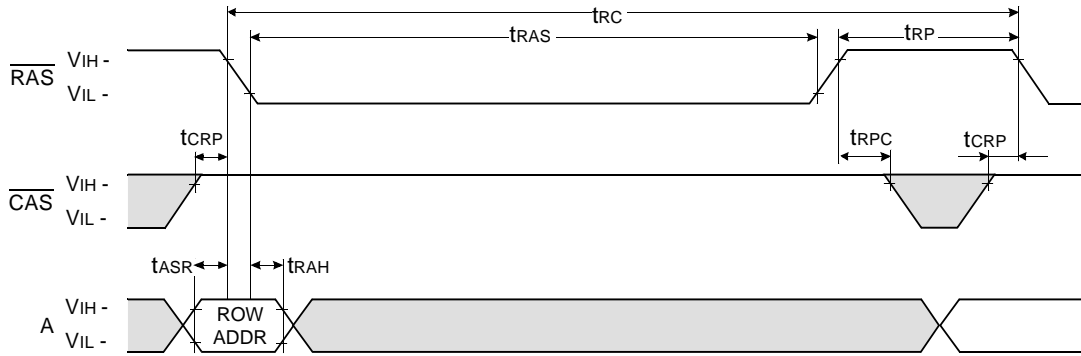 tRC
tRAS
tRP
RAS
VIH -
VIL -
tCRP
tRPC
tCRP
CAS
VIH -
VIL -
tASR
tRAH
A
VIH -
VIL -
ROW
ADDR